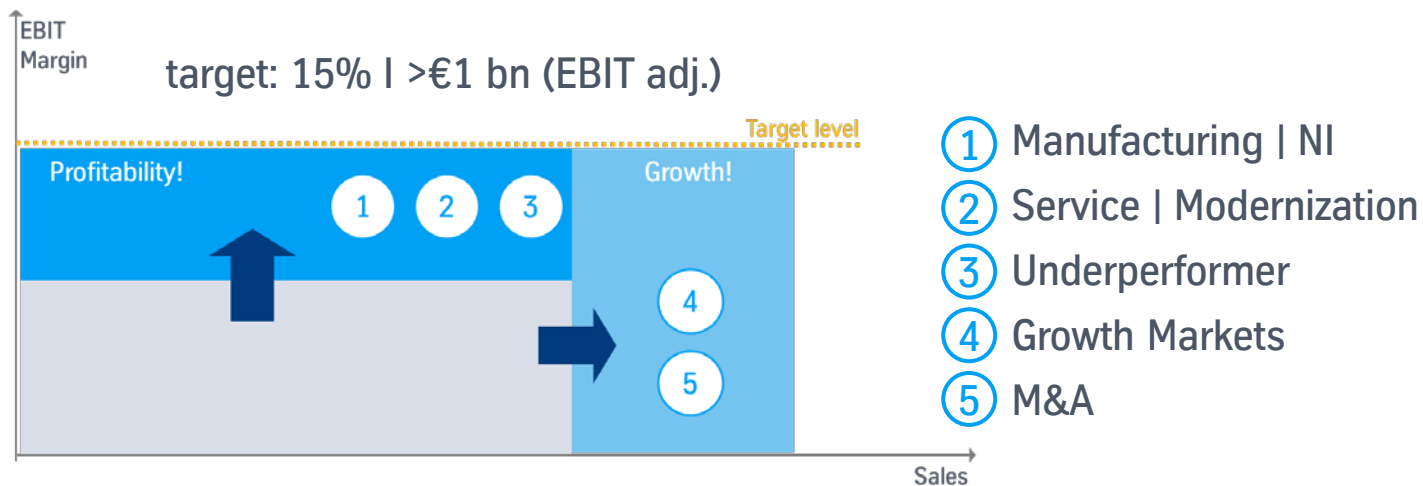 EBIT
Margin
target: 15% I >€1 bn (EBIT adj.)
Target level
Profitability!
1 2 3
Growth!
4
5
Sales
1 Manufacturing | NI
2 Service | Modernization
3 Underperformer
4 Growth Markets
5 M&A